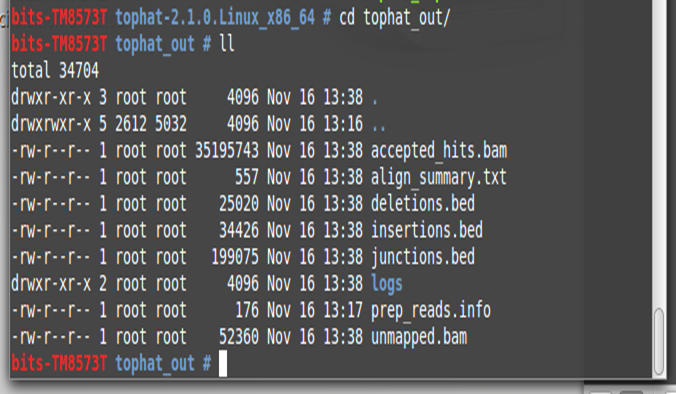 bits-TM8573T tophat-2.1.0.Linux_x86_64 # cd tophat_out/
bits-TM8573T tophat_out # ll
total 34704
drwxr-xr-x 3 root root     4096 Nov 16 13:38 .
drwxrwxr-x 5 2612 5032     4096 Nov 16 13:16 ..
-rw-r--r-- 1 root root 35195743 Nov 16 13:38 accepted_hits.bam
-rw-r--r-- 1 root root      557 Nov 16 13:38 align_summary.txt
-rw-r--r-- 1 root root    25020 Nov 16 13:38 deletions.bed
-rw-r--r-- 1 root root    34426 Nov 16 13:38 insertions.bed
-rw-r--r-- 1 root root   199075 Nov 16 13:38 junctions.bed
drwxr-xr-x 2 root root     4096 Nov 16 13:38 logs
-rw-r--r-- 1 root root      176 Nov 16 13:17 prep_reads.info
-rw-r--r-- 1 root root    52360 Nov 16 13:38 unmapped.bam
bits-TM8573T tophat_out #